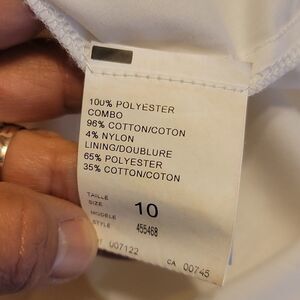 100% POLYESTER
COMBO
96% COTTON/COTON
4% NYLON
LINING/DOUBLURE
65% POLYESTER
35% COTTON/COTON
TAILLE
SIZE 10
MODELE
STYLE 455468
007122 CA 00745